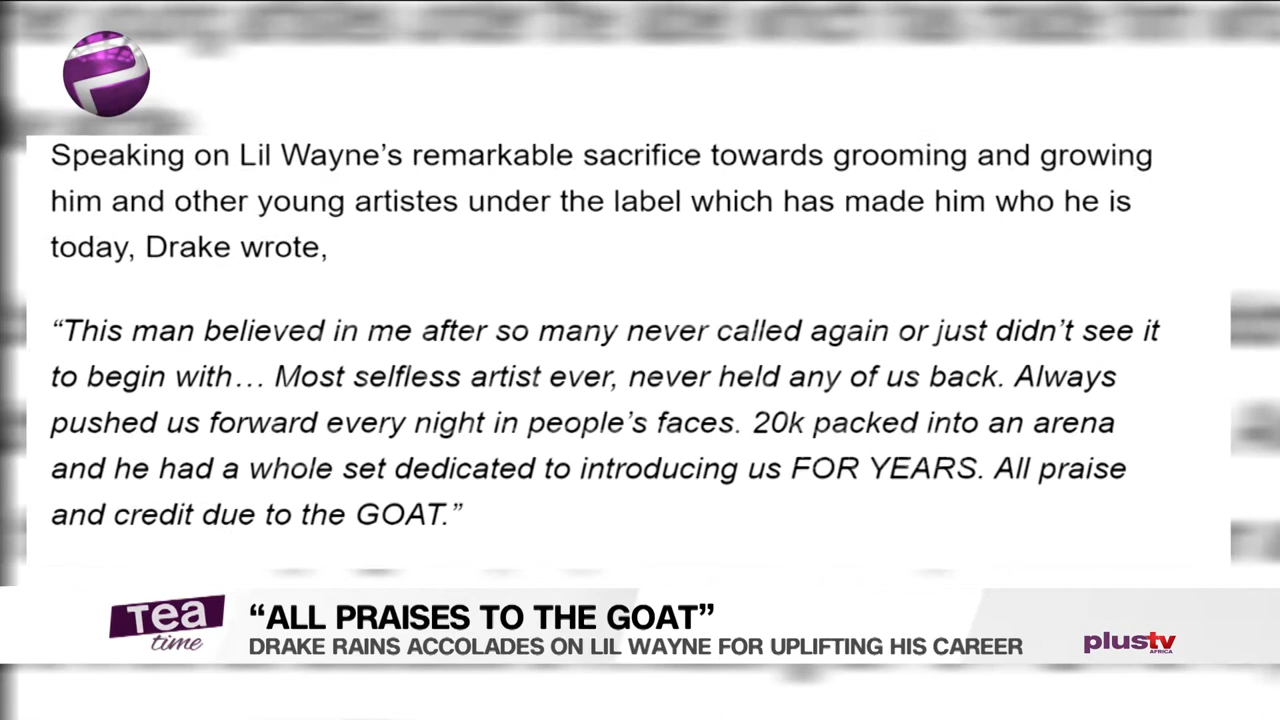 Speaking on Lil Wayne’s remarkable sacrifice towards grooming and growing
him and other young artistes under the label which has made him who he is
today, Drake wrote,
“This man believed in me after so many never called again or just didn’t see it
to begin with… Most selfless artist ever, never held any of us back. Always
pushed us forward every night in people’s faces. 20k packed into an arena
and he had a whole set dedicated to introducing us FOR YEARS. All praise
and credit due to the GOAT.”
Tea
time
“ALL PRAISES TO THE GOAT”
DRAKE RAINS ACCOLADES ON LIL WAYNE FOR UPLIFTING HIS CAREER
plustv
AFRICA